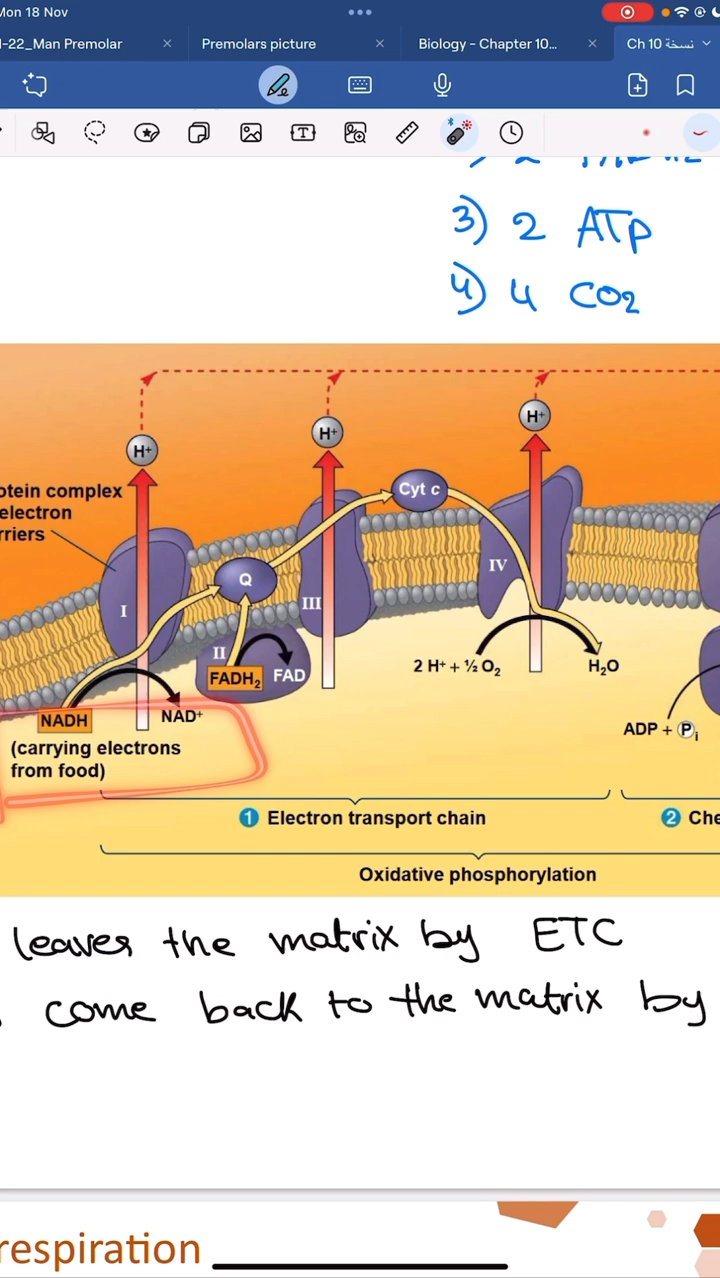 Mon 18 Nov
-22_Man Premolar
Premolars picture
Biology - Chapter 10...
Ch 10 نسخة
3) 2 ATP
4) 4 CO2
H+
H+
H+
otein complex
electron
rriers
Cyt c
Q
I
II
III
IV
FADH2
FAD
2 H+ + ½ O2
H2O
NADH
NAD+
(carrying electrons
from food)
ADP + Pi
1 Electron transport chain
2 Che
Oxidative phosphorylation
leaves the matrix by ETC
come back to the matrix by
respiration